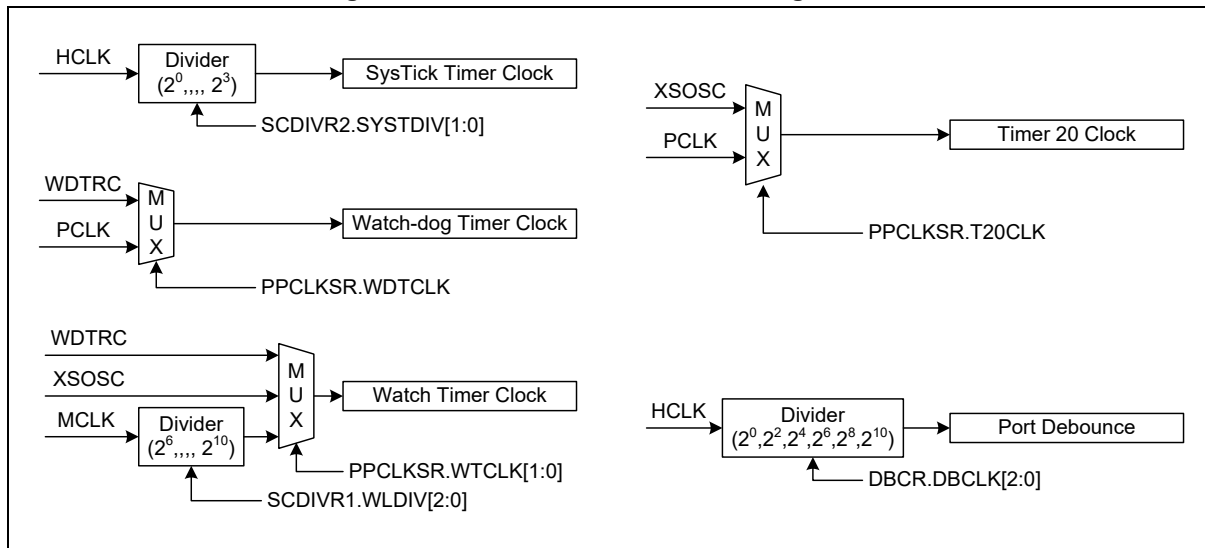 HCLK
Divider
(2⁰,,,, 2³)
SysTick Timer Clock
SCDIVR2.SYSTDIV[1:0]
WDTRC
PCLK
MUX
Watch-dog Timer Clock
PPCLKSR.WDTCLK
WDTRC
XSOSC
MCLK
Divider
(2⁶,,,, 2¹⁰)
MUX
Watch Timer Clock
PPCLKSR.WTCLK[1:0]
SCDIVR1.WLDIV[2:0]
XSOSC
PCLK
MUX
Timer 20 Clock
PPCLKSR.T20CLK
HCLK
Divider
(2⁰,2²,2⁴,2⁶,2⁸,2¹⁰)
Port Debounce
DBCR.DBCLK[2:0]